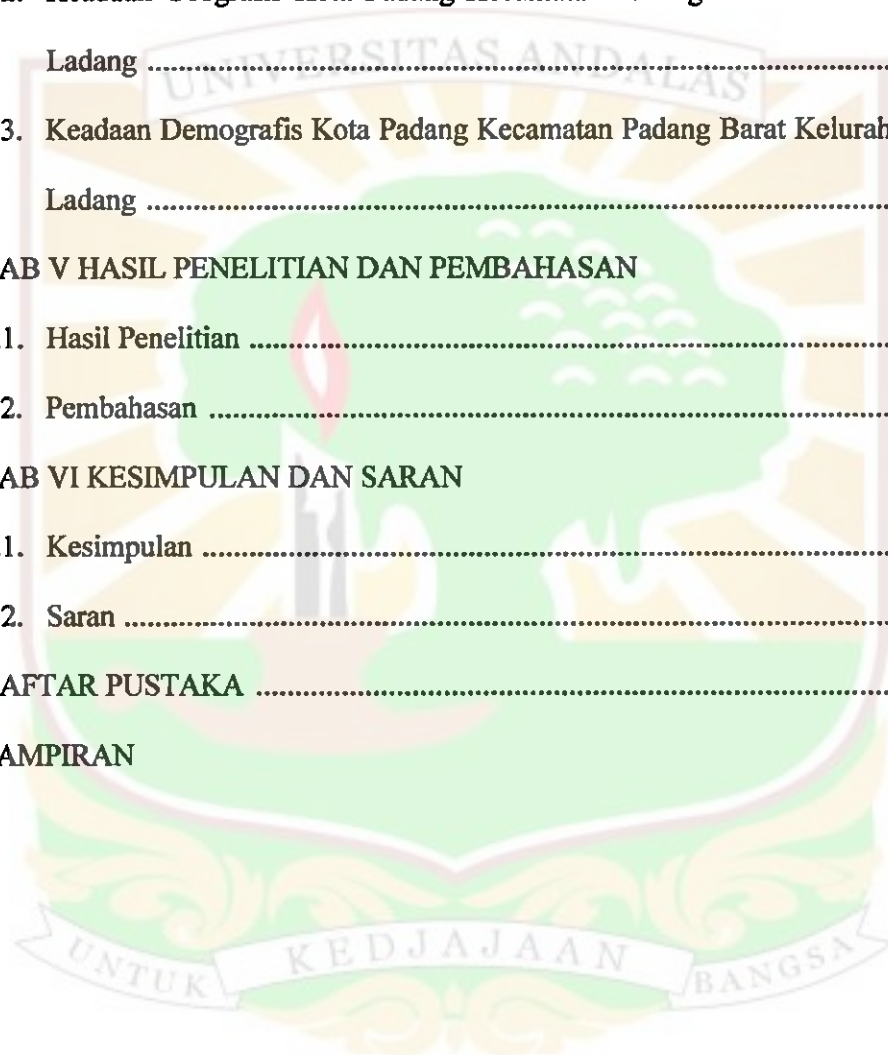 Ladang ........................................................................
UNIVERSITAS ANDALAS
3. Keadaan Demografis Kota Padang Kecamatan Padang Barat Kelurah
Ladang ........................................................................
AB V HASIL PENELITIAN DAN PEMBAHASAN
1. Hasil Penelitian ........................................................................
2. Pembahasan ........................................................................
AB VI KESIMPULAN DAN SARAN
1. Kesimpulan ........................................................................
2. Saran ........................................................................
AFTAR PUSTAKA ........................................................................
AMPIRAN
UNTUK KEDJAJAAN BANGSA